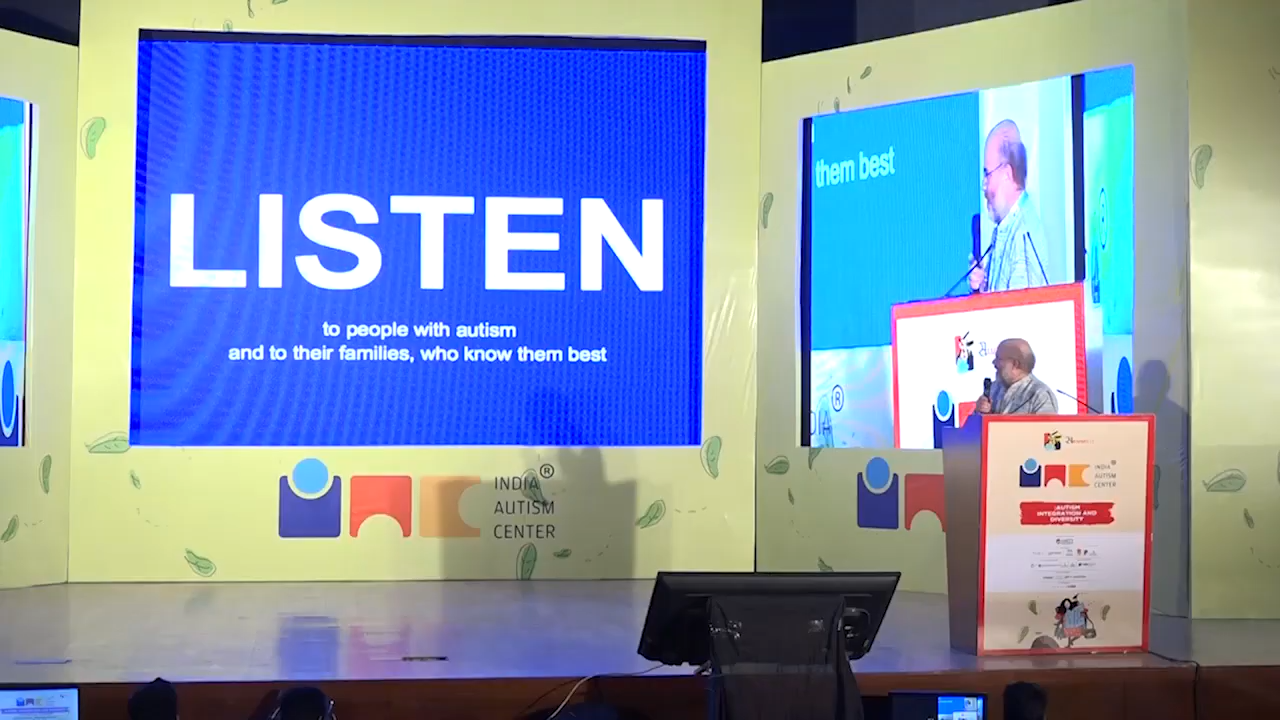 LISTEN
to people with autism
and to their families, who know them best
them best
INDIA
AUTISM
CENTER
®
®
INDIA
AUTISM
CENTER
®
AUTISM
INTEGRATION AND
DIVERSITY